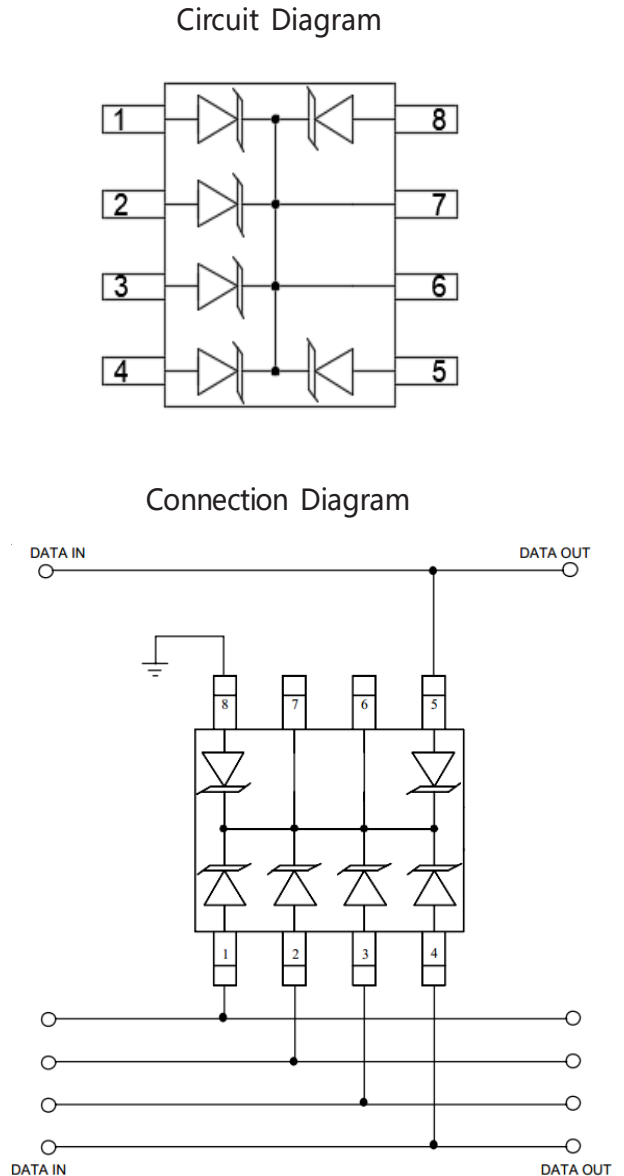 Circuit Diagram
1 8
2 7
3 6
4 5
Connection Diagram
DATA IN DATA OUT
8 7 6 5
1 2 3 4
DATA IN DATA OUT